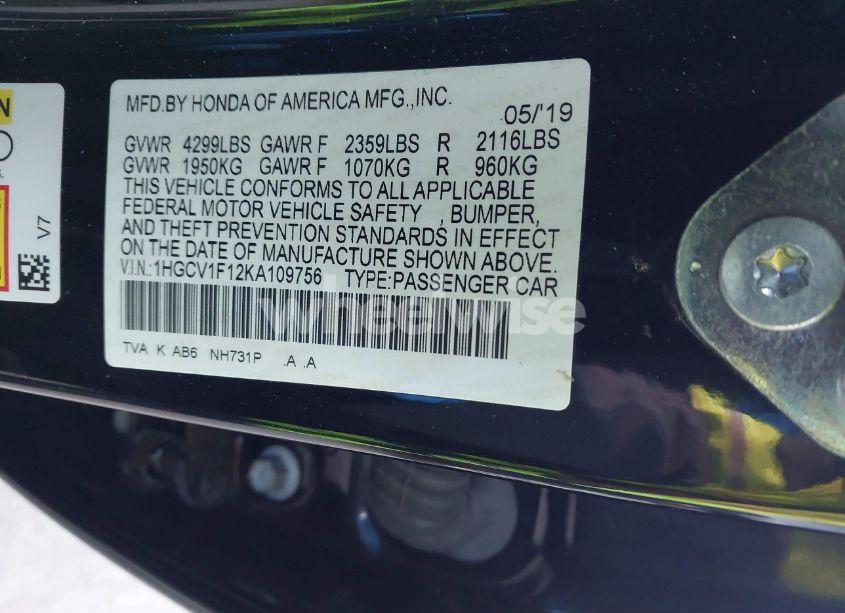 MFD.BY HONDA OF AMERICA MFG.,INC.
05/'19
GVWR 4299LBS GAWR F 2359LBS R 2116LBS
GVWR 1950KG GAWR F 1070KG R 960KG
THIS VEHICLE CONFORMS TO ALL APPLICABLE
FEDERAL MOTOR VEHICLE SAFETY , BUMPER,
AND THEFT PREVENTION STANDARDS IN EFFECT
ON THE DATE OF MANUFACTURE SHOWN ABOVE.
V.I.N.:1HGCV1F12KA109756 TYPE:PASSENGER CAR
wheelwise
TVA K AB6 NH731P .A .A
V7